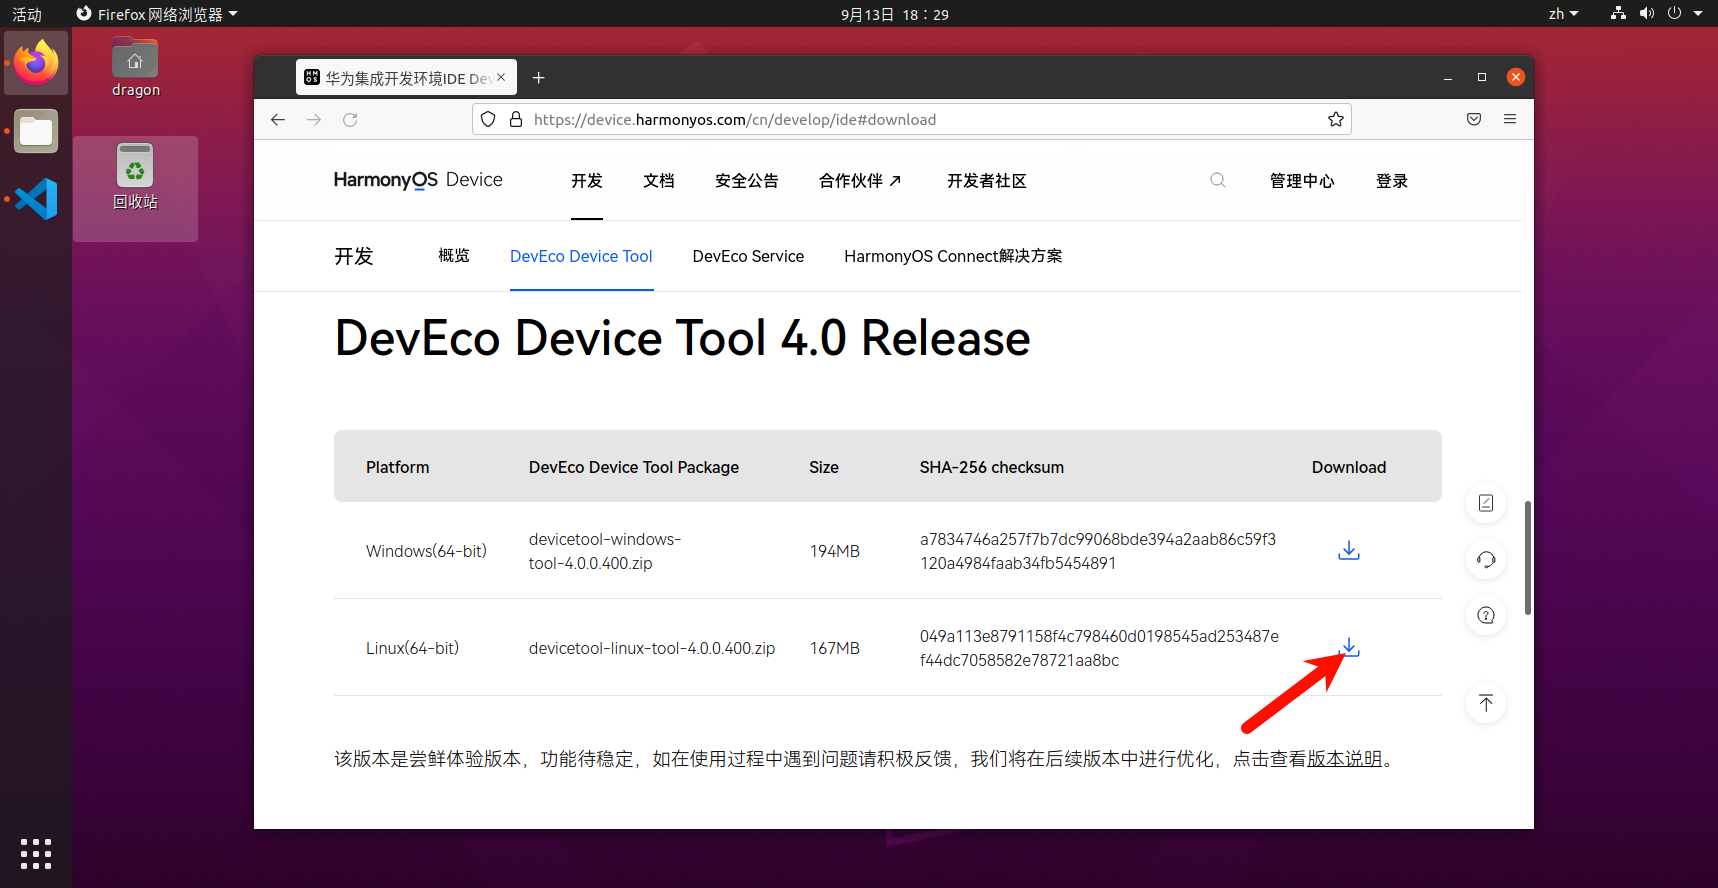 活动
Firefox 网络浏览器
9月13日 18：29
zh
dragon
回收站
华为集成开发环境IDE Dev
https://device.harmonyos.com/cn/develop/ide#download
HarmonyOS Device
开发
文档
安全公告
合作伙伴
开发者社区
管理中心
登录
开发
概览
DevEco Device Tool
DevEco Service
HarmonyOS Connect解决方案
DevEco Device Tool 4.0 Release
Platform
DevEco Device Tool Package
Size
SHA-256 checksum
Download
Windows(64-bit)
devicetool-windows-
tool-4.0.0.400.zip
194MB
a7834746a257f7b7dc99068bde394a2aab86c59f3
120a4984faab34fb5454891
Linux(64-bit)
devicetool-linux-tool-4.0.0.400.zip
167MB
049a113e8791158f4c798460d0198545ad253487e
f44dc7058582e78721aa8bc
该版本是尝鲜体验版本，功能待稳定，如在使用过程中遇到问题请积极反馈，我们将在后续版本中进行优化，点击查看版本说明。